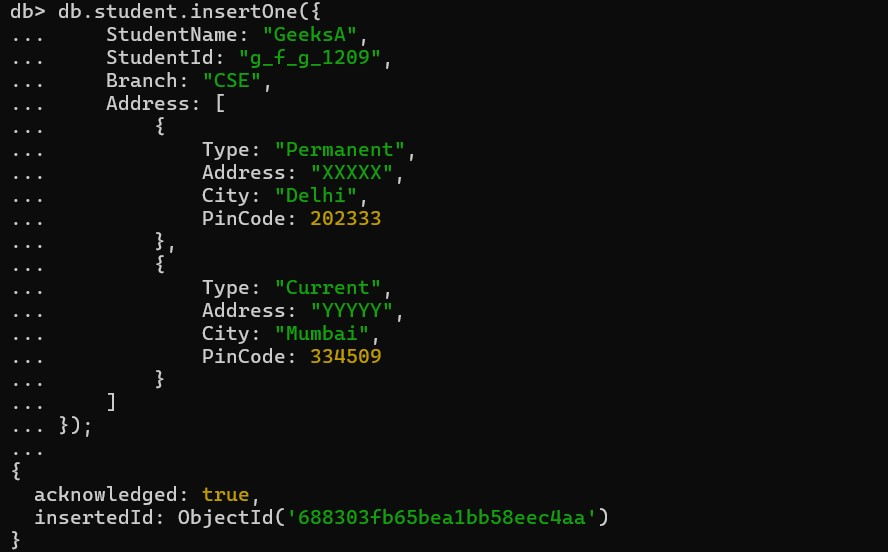 db> db.student.insertOne({
...     StudentName: "GeeksA",
...     StudentId: "g_f_g_1209",
...     Branch: "CSE",
...     Address: [
...         {
...             Type: "Permanent",
...             Address: "XXXXX",
...             City: "Delhi",
...             PinCode: 202333
...         },
...         {
...             Type: "Current",
...             Address: "YYYYY",
...             City: "Mumbai",
...             PinCode: 334509
...         }
...     ]
... });
...
{
  acknowledged: true,
  insertedId: ObjectId('688303fb65bea1bb58eec4aa')
}